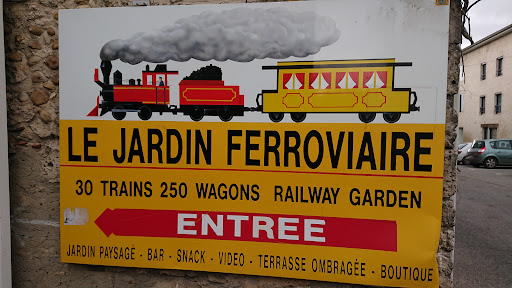 LE JARDIN FERROVIAIRE
30 TRAINS 250 WAGONS RAILWAY GARDEN
ENTREE
JARDIN PAYSAGÉ - BAR - SNACK - VIDEO - TERRASSE OMBRAGÉE - BOUTIQUE